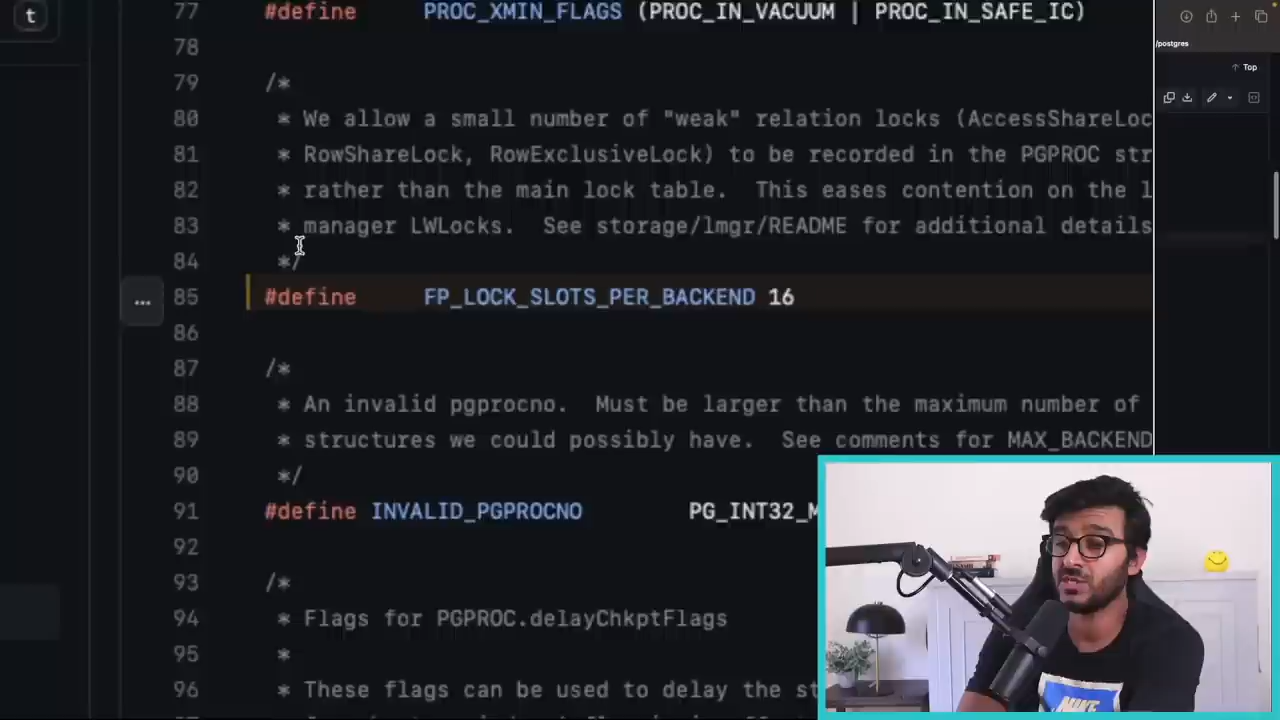 t
77 #define PROC_XMIN_FLAGS (PROC_IN_VACUUM | PROC_IN_SAFE_IC)
78
79 /*
80 * We allow a small number of "weak" relation locks (AccessShareLoc
81 * RowShareLock, RowExclusiveLock) to be recorded in the PGPROC str
82 * rather than the main lock table. This eases contention on the l
83 * manager LWLocks. See storage/lmgr/README for additional details
84 */
85 #define FP_LOCK_SLOTS_PER_BACKEND 16
86
87 /*
88 * An invalid pgprocno. Must be larger than the maximum number of
89 * structures we could possibly have. See comments for MAX_BACKEND
90 */
91 #define INVALID_PGPROCNO PG_INT32_M
92
93 /*
94 * Flags for PGPROC.delayChkptFlags
95 *
96 * These flags can be used to delay the st
/postgres
Top
NIKE